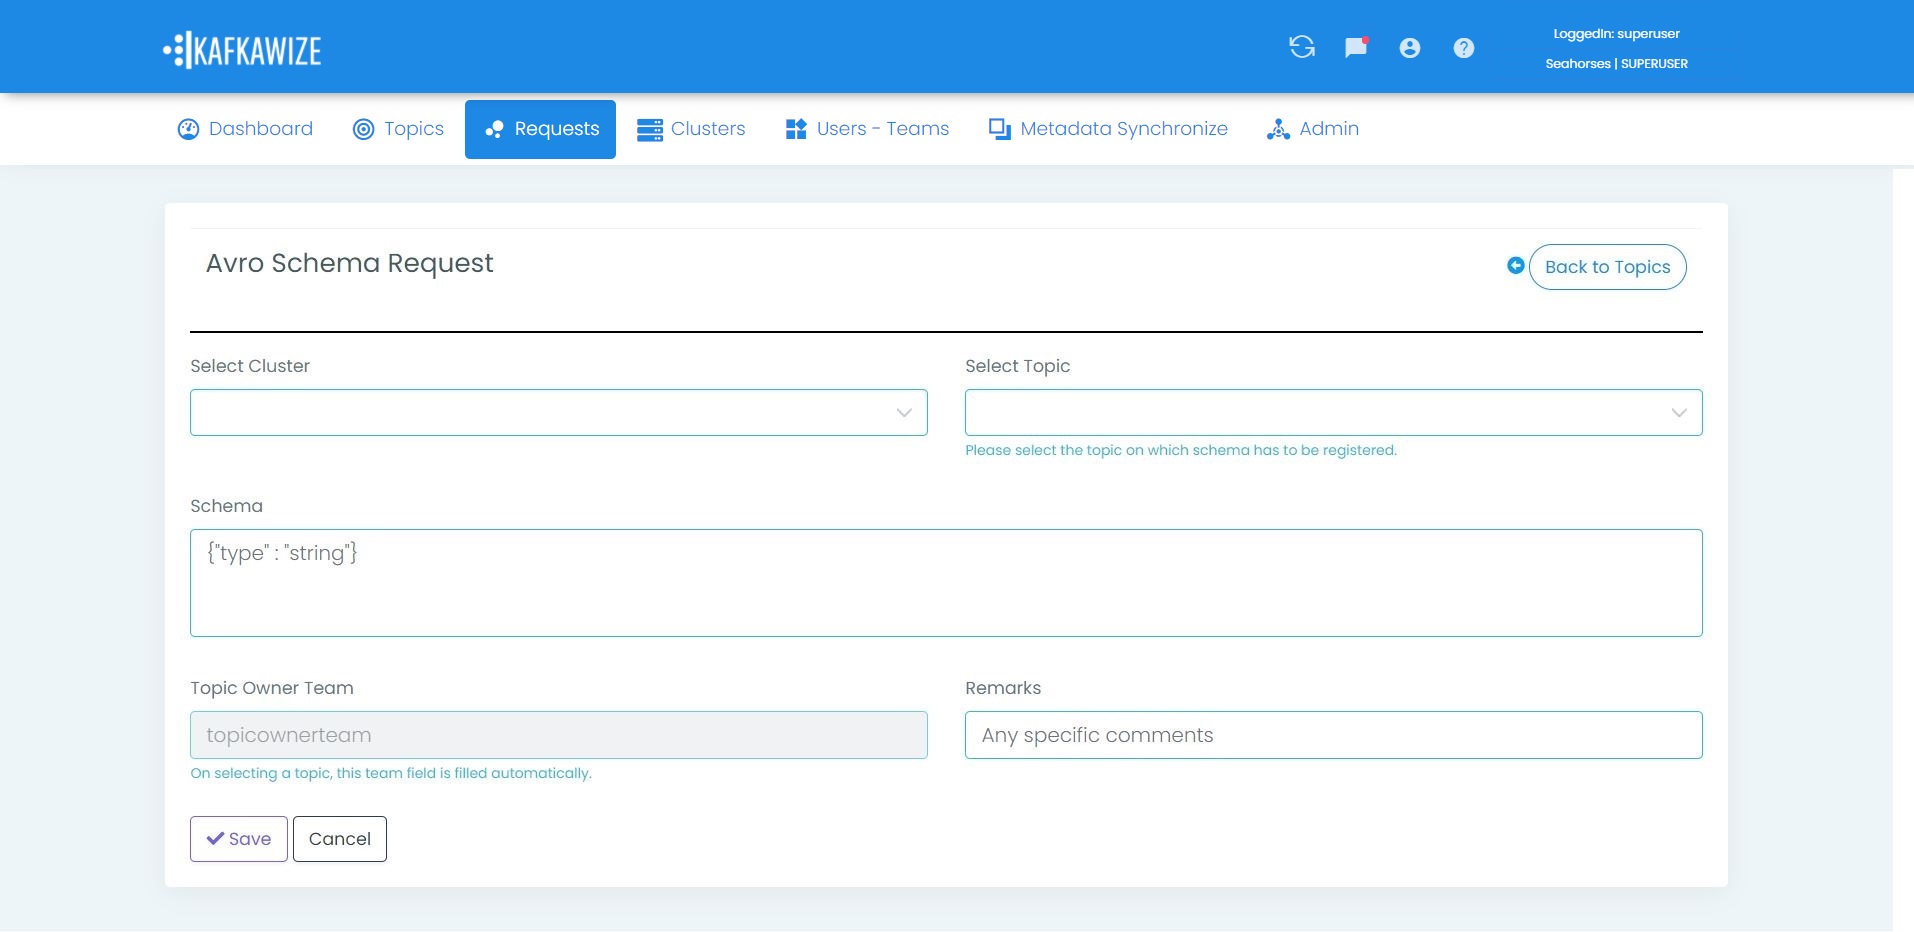 KAFKAWIZE
LoggedIn: superuser
Seahorses | SUPERUSER
Dashboard
Topics
Requests
Clusters
Users - Teams
Metadata Synchronize
Admin
Avro Schema Request
Back to Topics
Select Cluster
Select Topic
Please select the topic on which schema has to be registered.
Schema
{"type" : "string"}
Topic Owner Team
Remarks
topicownerteam
Any specific comments
On selecting a topic, this team field is filled automatically.
Save
Cancel